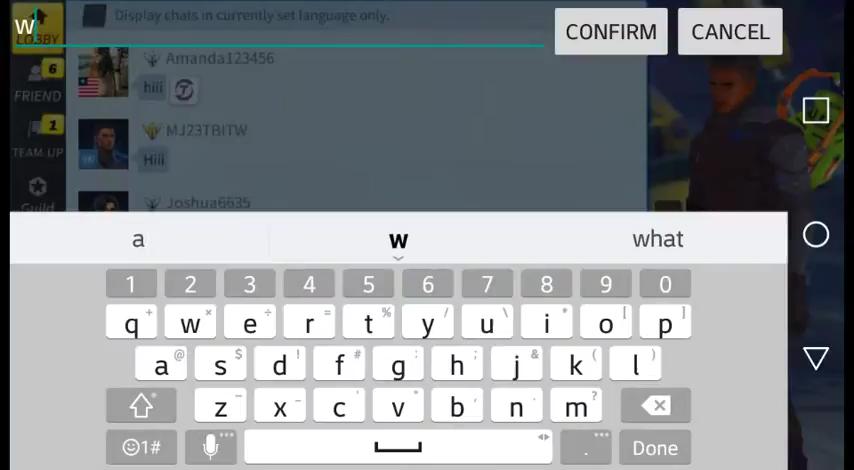 w
CONFIRM
CANCEL
LOBBY
Display chats in currently set language only.
Amanda123456
hiii
6
FRIEND
1
MJ23TBITW
TEAM UP
Hiii
Joshua6635
Guild
a
w
what
1 2 3 4 5 6 7 8 9 0
q + w × e ÷ r = t % y / u \ i * o [ p ]
a @ s $ d ! f # g : h ; j & k ( l )
z - x _ c ' v " b , n . m ?
1#
.
Done